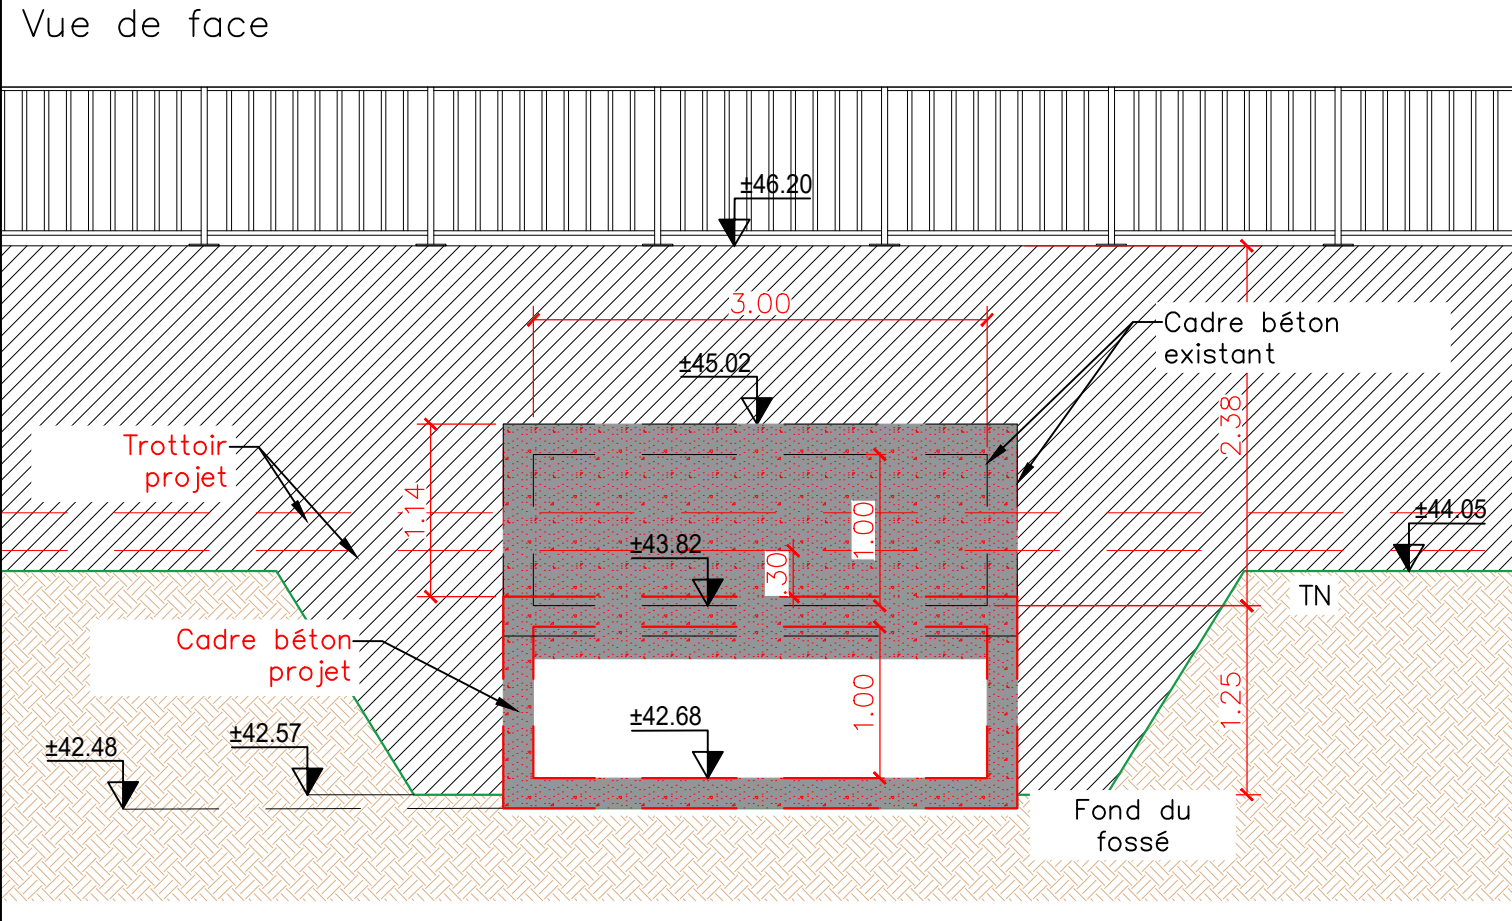 Vue de face
±46.20
3.00
Cadre béton
existant
±45.02
2.38
Trottoir
projet
1.14
1.00
±44.05
±43.82
.30
TN
Cadre béton
projet
1.00
1.25
±42.68
±42.57
±42.48
Fond du
fossé